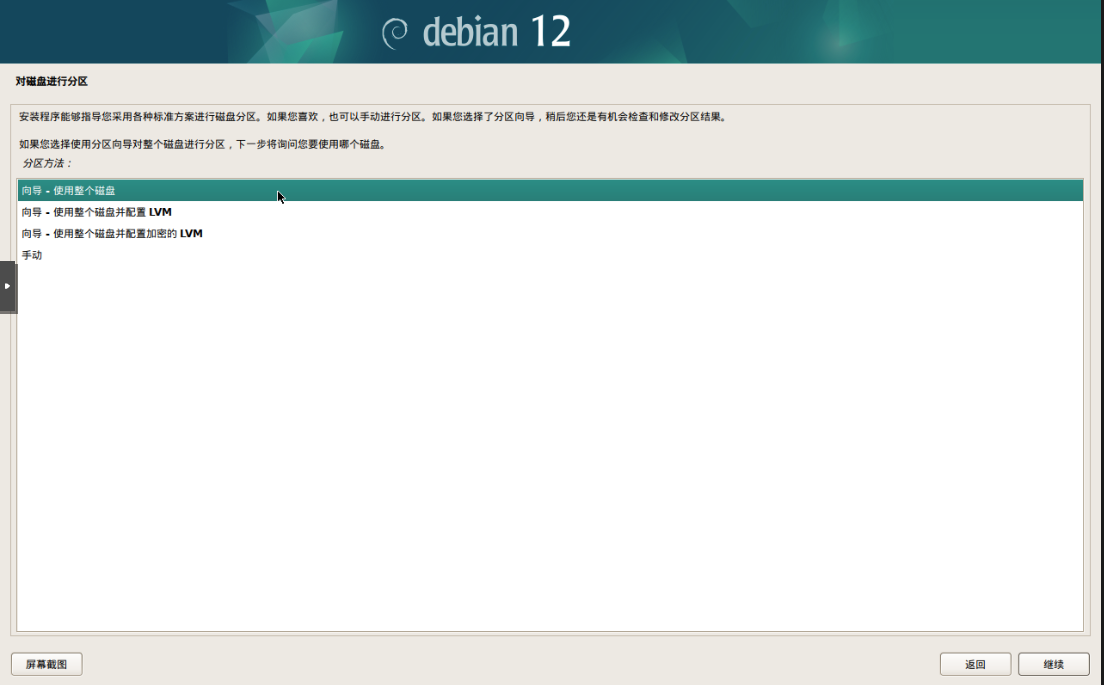 debian 12
对磁盘进行分区
安装程序能够指导您采用各种标准方案进行磁盘分区。如果您喜欢，也可以手动进行分区。如果您选择了分区向导，稍后您还是有机会检查和修改分区结果。
如果您选择使用分区向导对整个磁盘进行分区，下一步将询问您要使用哪个磁盘。
分区方法：
向导 - 使用整个磁盘
向导 - 使用整个磁盘并配置 LVM
向导 - 使用整个磁盘并配置加密的 LVM
手动
屏幕截图
返回
继续